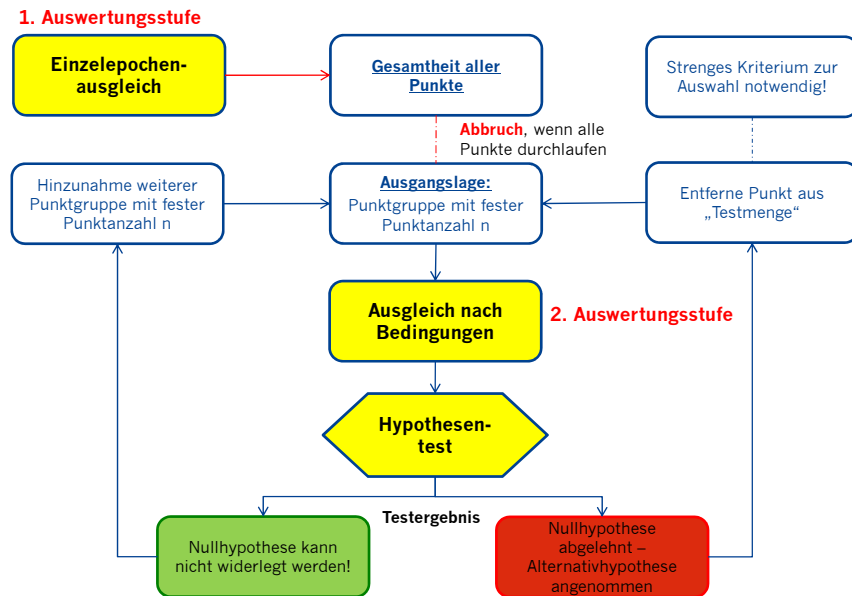 1. Auswertungsstufe
Einzelepochen-
ausgleich
Gesamtheit aller
Punkte
Strenges Kriterium zur
Auswahl notwendig!
Abbruch, wenn alle
Punkte durchlaufen
Hinzunahme weiterer
Punktgruppe mit fester
Punktanzahl n
Ausgangslage:
Punktgruppe mit fester
Punktanzahl n
Entferne Punkt aus
„Testmenge“
Ausgleich nach
Bedingungen
2. Auswertungsstufe
Hypothesen-
test
Testergebnis
Nullhypothese kann
nicht widerlegt werden!
Nullhypothese
abgelehnt –
Alternativhypothese
angenommen